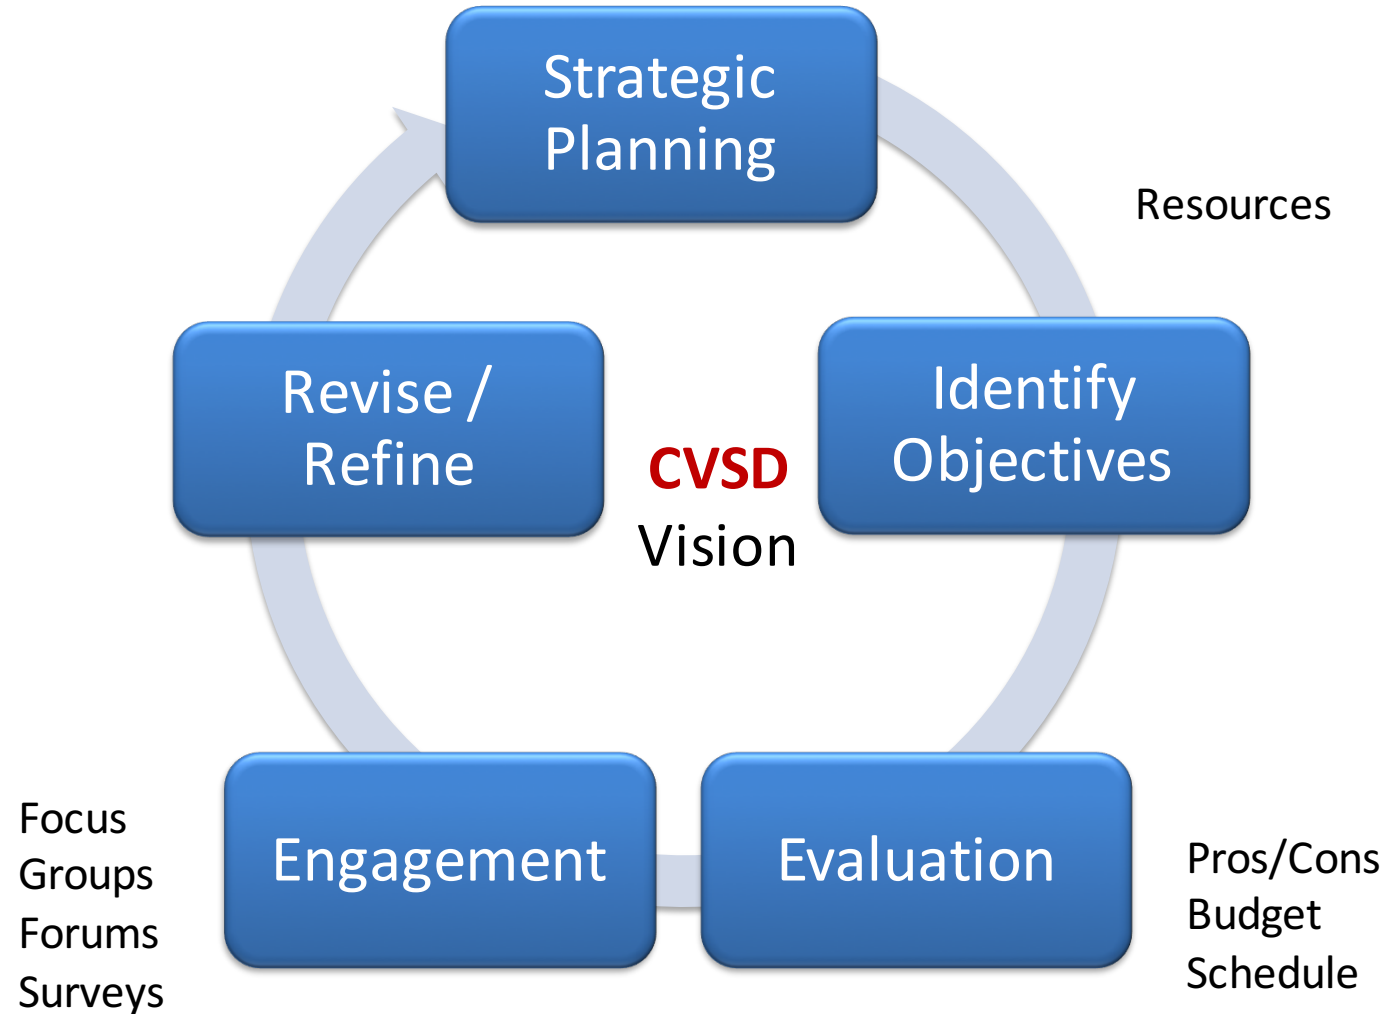 Strategic
Planning
Resources
Identify
Objectives
Revise /
Refine
CVSD
Vision
Engagement
Evaluation
Focus
Groups
Forums
Surveys
Pros/Cons
Budget
Schedule